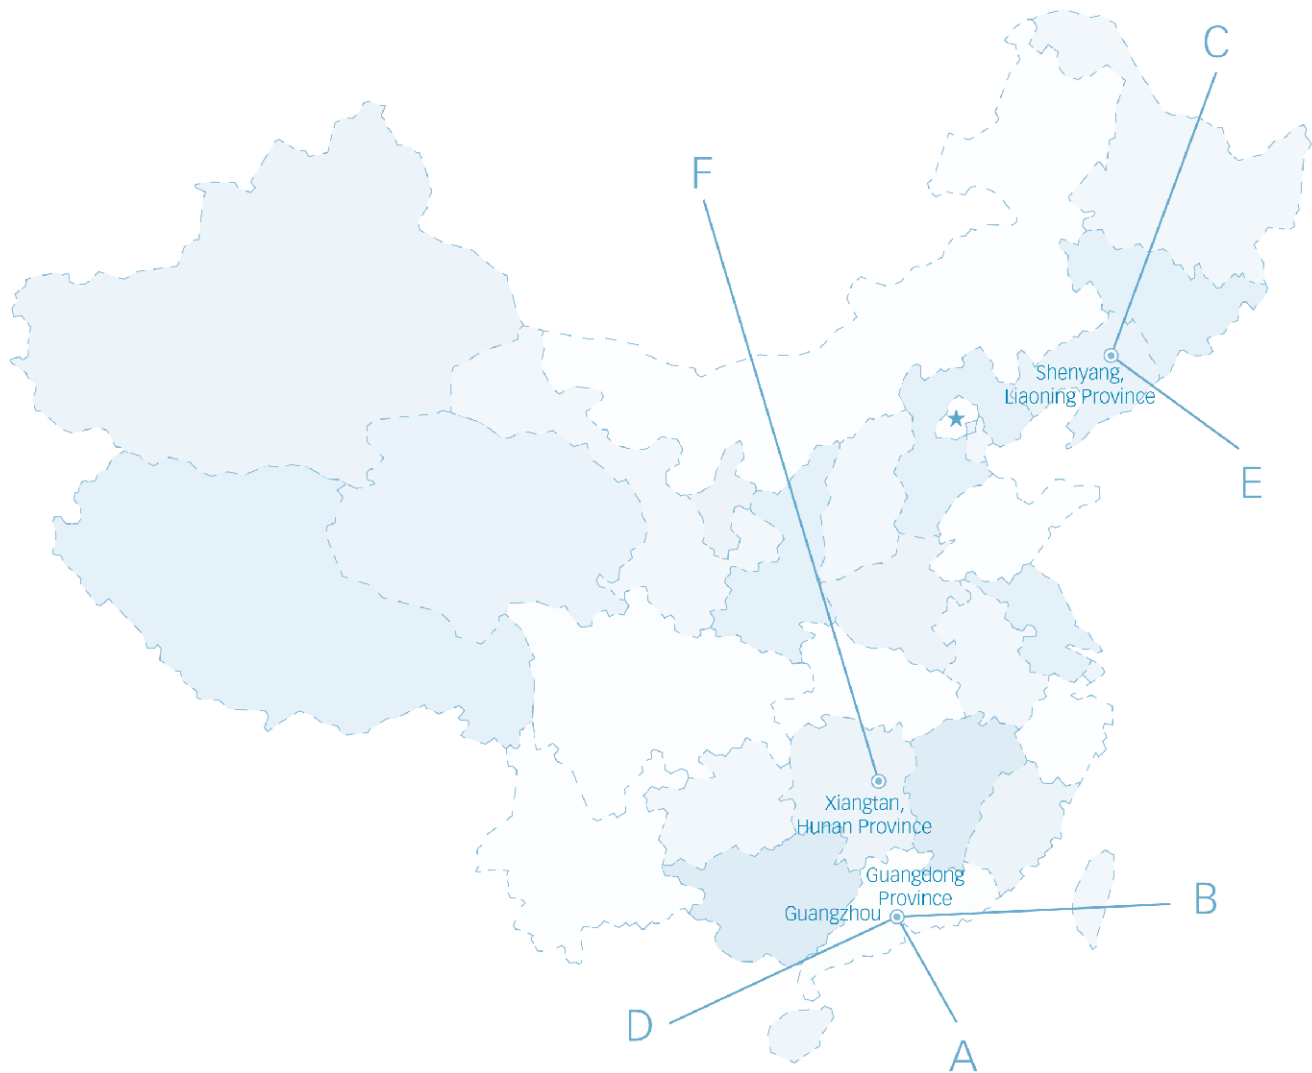 C
F
Shenyang,
Liaoning Province
E
Xiangtan,
Hunan Province
Guangdong
Province
Guangzhou
B
D
A